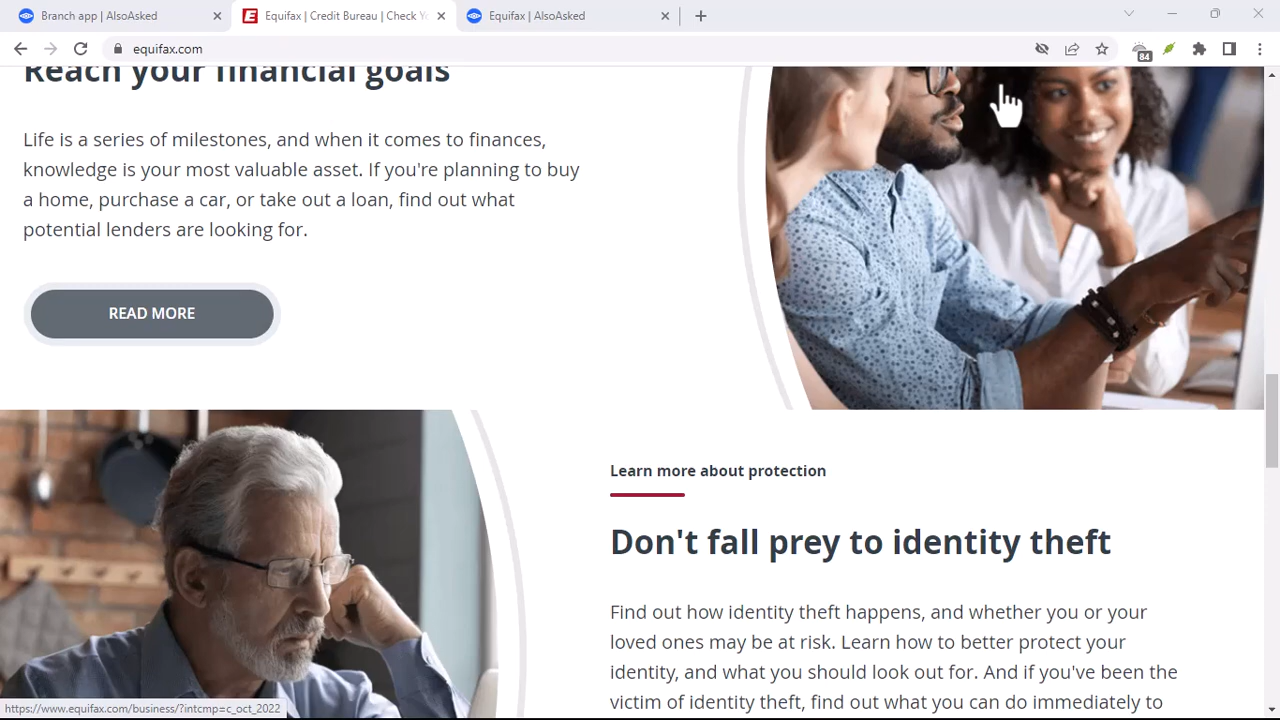 Branch app | AlsoAsked
Equifax | Credit Bureau | Check Y
Equifax | AlsoAsked
equifax.com
84
Reach your financial goals
Life is a series of milestones, and when it comes to finances,
knowledge is your most valuable asset. If you're planning to buy
a home, purchase a car, or take out a loan, find out what
potential lenders are looking for.
READ MORE
Learn more about protection
Don't fall prey to identity theft
Find out how identity theft happens, and whether you or your
loved ones may be at risk. Learn how to better protect your
identity, and what you should look out for. And if you've been the
victim of identity theft, find out what you can do immediately to
https://www.equifax.com/business/?intcmp=c_oct_2022